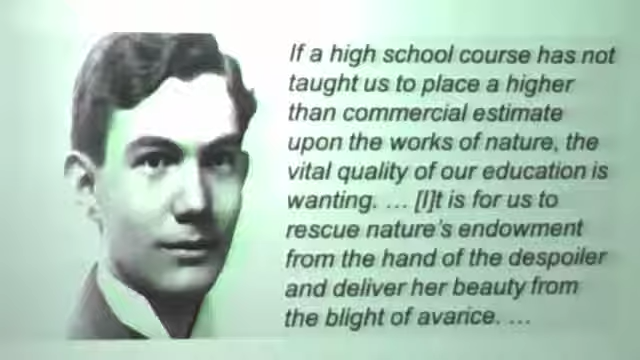 If a high school course has not
taught us to place a higher
than commercial estimate
upon the works of nature, the
vital quality of our education is
wanting. … [I]t is for us to
rescue nature's endowment
from the hand of the despoiler
and deliver her beauty from
the blight of avarice. …